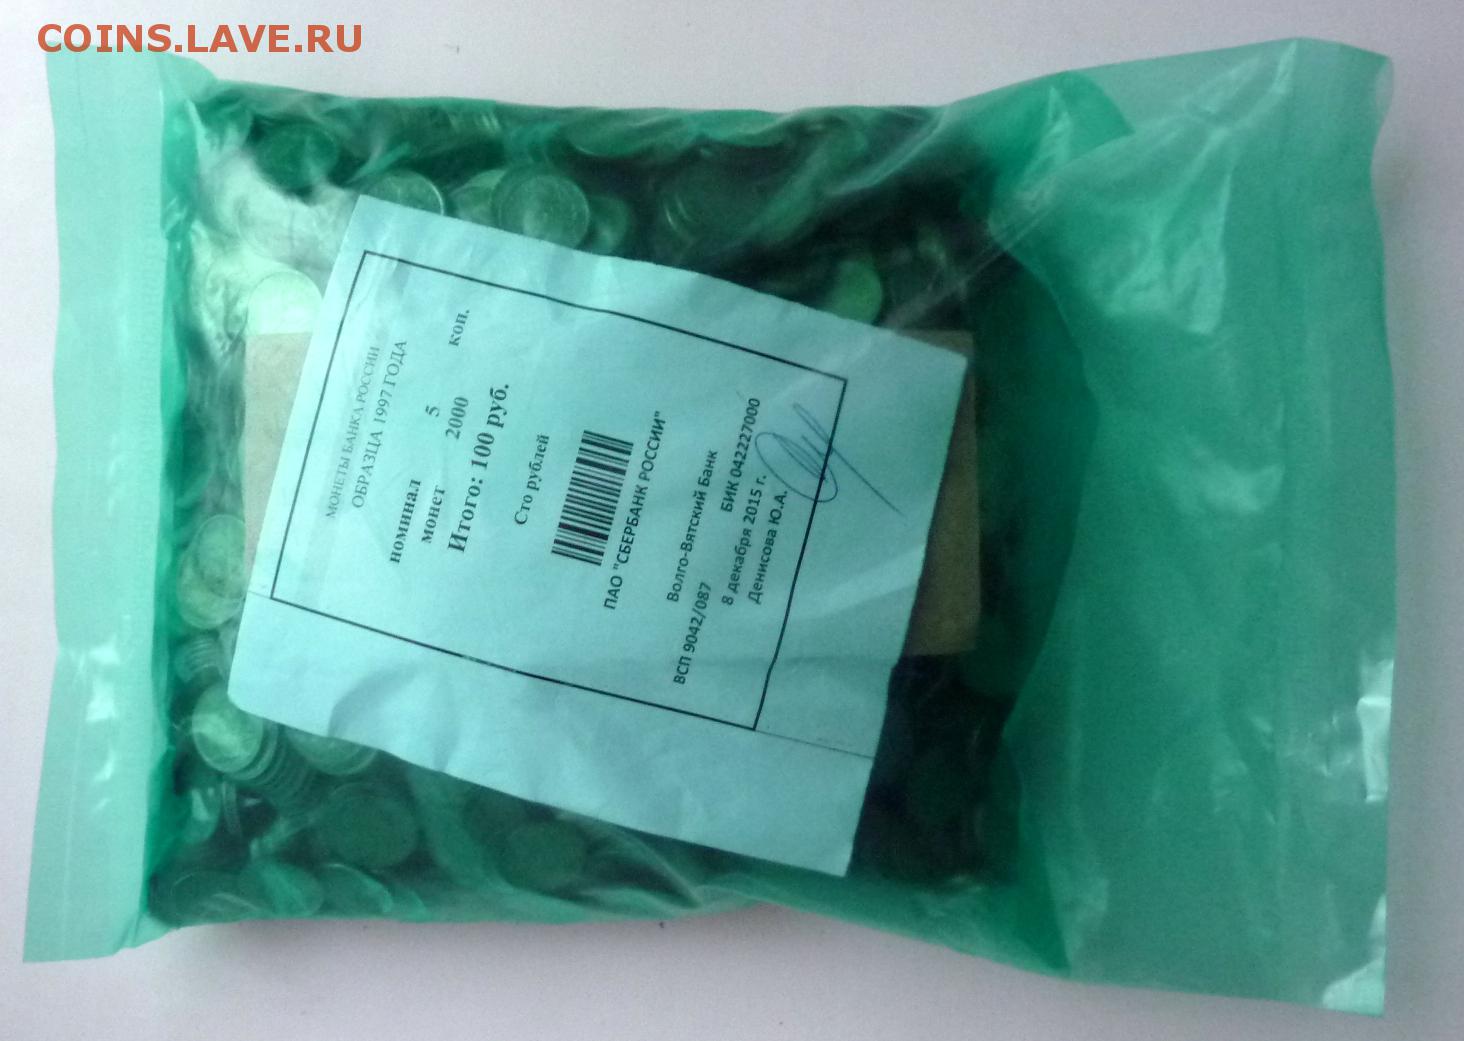 COINS.LAVE.RU
МОНЕТЫ БАНКА РОССИИ
ОБРАЗЦА 1997 ГОДА
номинал 5 коп.
монет 2000
Итого: 100 руб.
Сто рублей
ПАО "СБЕРБАНК РОССИИ"
Волго-Вятский Банк
ВСП 9042/087 БИК 042227000
8 декабря 2015 г.
Денисова Ю.А.